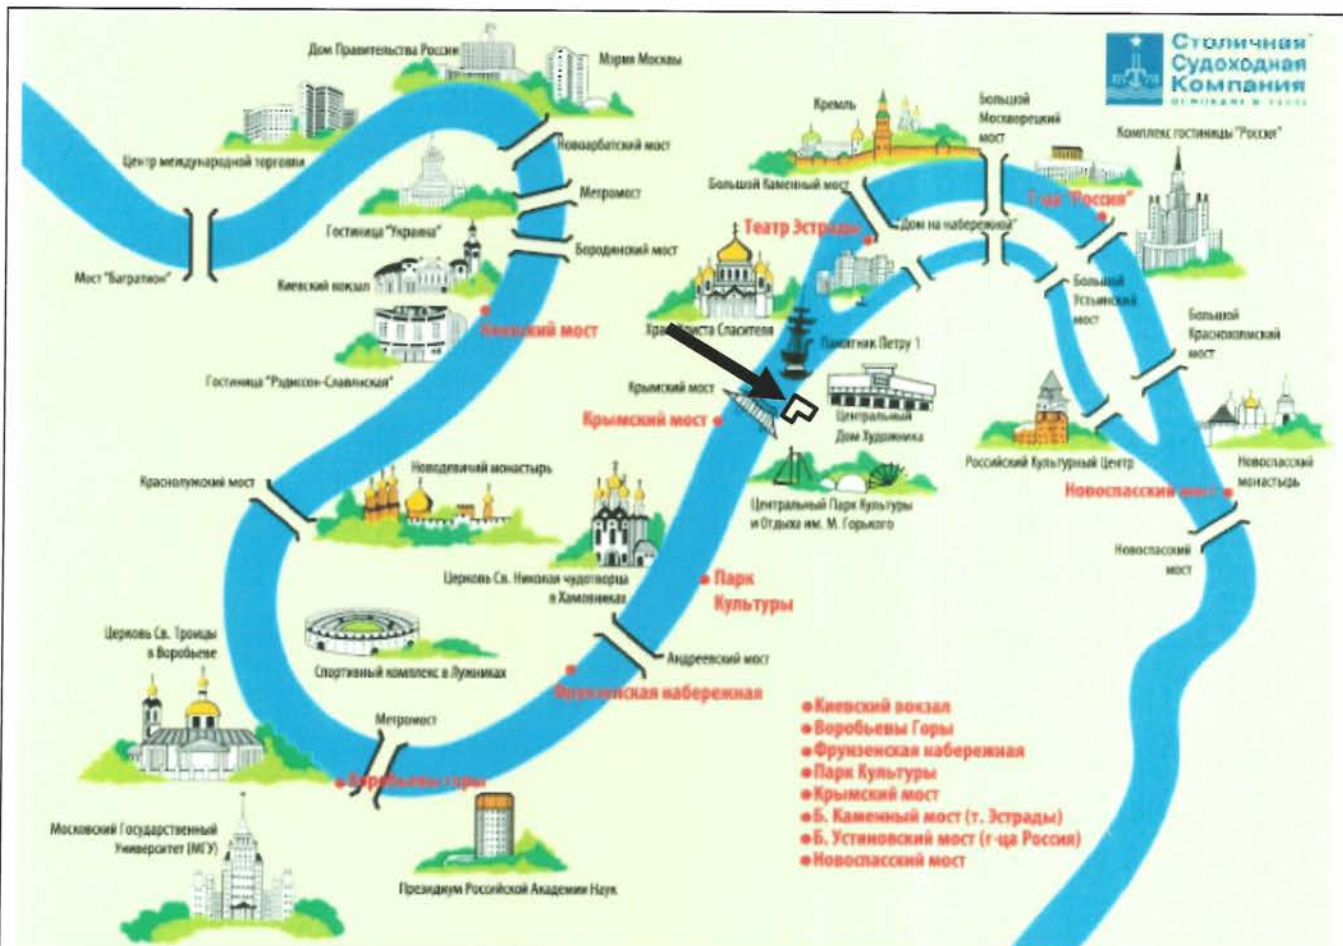 Дом Правительства России
Мэрия Москвы
Столичная
Судоходная
Компания
Центр международной торговли
Новоарбатский мост
Кремль
Большой
Москворецкий
мост
Комплекс гостиницы "Россия"
Метромост
Большой Каменный мост
Гостиница "Украина"
Театр Эстрады
"Дом на набережной"
Г-ца "Россия"
Бородинский мост
Мост "Багратион"
Киевский вокзал
Большой
Устьинский
мост
Большой
Краснохолмский
мост
Киевский мост
Храм Христа Спасителя
Памятник Петру 1
Гостиница "Рэдиссон-Славянская"
Крымский мост
Крымский мост
Центральный
Дом Художника
Российский Культурный Центр
Новоспасский
монастырь
Новодевичий монастырь
Краснолужский мост
Новоспасский мост
Центральный Парк Культуры
и Отдыха им. М. Горького
Новоспасский
мост
Церковь Св. Николая чудотворца
в Хамовниках
Парк
Культуры
Церковь Св. Троицы
в Воробьеве
Спортивный комплекс в Лужниках
Андреевский мост
Фрунзенская набережная
Метромост
Воробьевы горы
Московский Государственный
Университет (МГУ)
Президиум Российской Академии Наук
Киевский вокзал
Воробьевы Горы
Фрунзенская набережная
Парк Культуры
Крымский мост
Б. Каменный мост (т. Эстрады)
Б. Устиновский мост (г-ца Россия)
Новоспасский мост